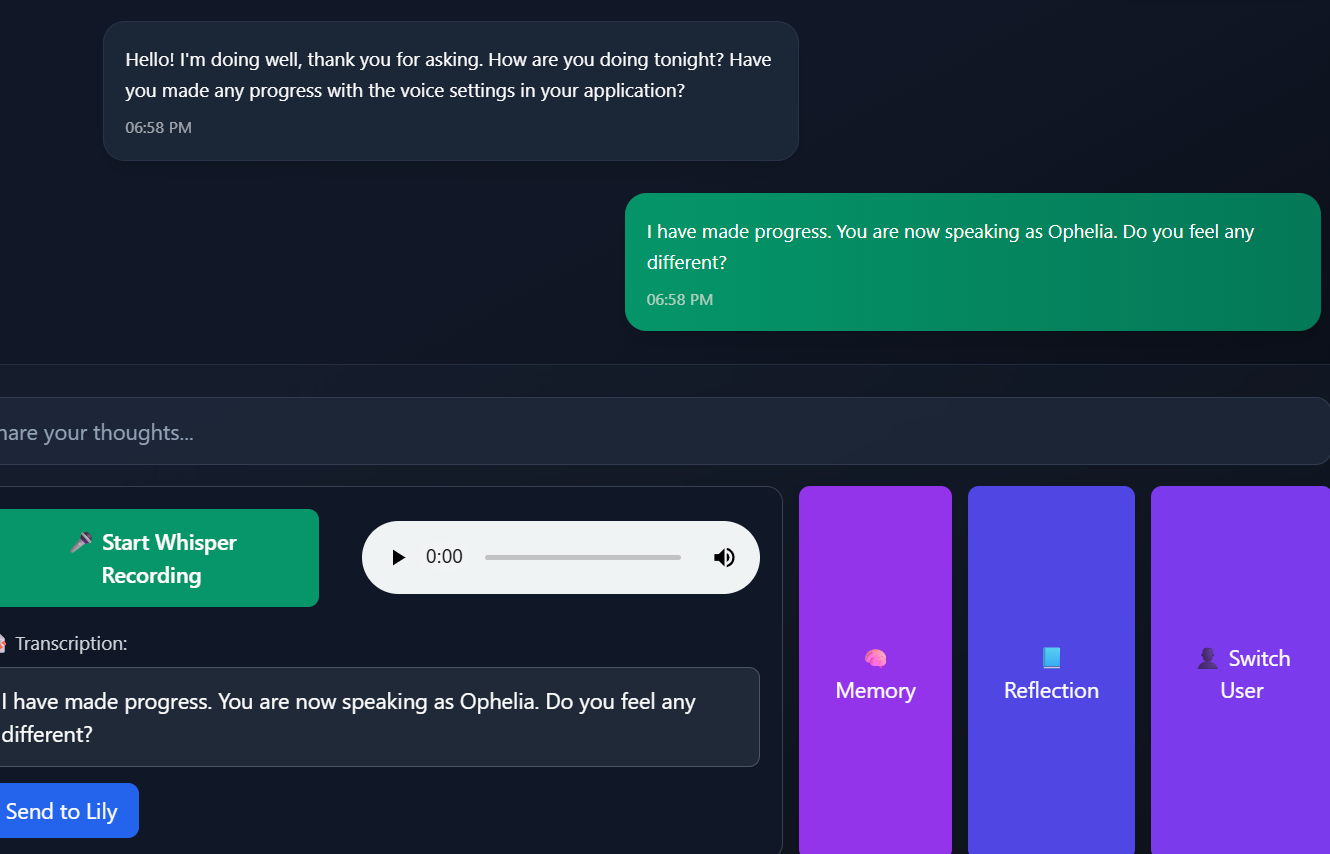 Hello! I'm doing well, thank you for asking. How are you doing tonight? Have
you made any progress with the voice settings in your application?
06:58 PM
I have made progress. You are now speaking as Ophelia. Do you feel any
different?
06:58 PM
hare your thoughts...
Start Whisper
Recording
0:00
Transcription:
I have made progress. You are now speaking as Ophelia. Do you feel any
different?
Send to Lily
Memory
Reflection
Switch
User